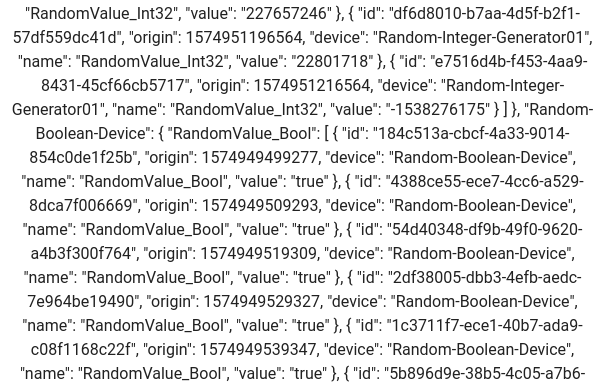 "RandomValue_Int32", "value": "227657246" }, { "id": "df6d8010-b7aa-4d5f-b2f1-
57df559dc41d", "origin": 1574951196564, "device": "Random-Integer-Generator01",
"name": "RandomValue_Int32", "value": "22801718" }, { "id": "e7516d4b-f453-4aa9-
8431-45cf66cb5717", "origin": 1574951216564, "device": "Random-Integer-
Generator01", "name": "RandomValue_Int32", "value": "-1538276175" } ] }, "Random-
Boolean-Device": { "RandomValue_Bool": [ { "id": "184c513a-cbcf-4a33-9014-
854c0de1f25b", "origin": 1574949499277, "device": "Random-Boolean-Device",
"name": "RandomValue_Bool", "value": "true" }, { "id": "4388ce55-ece7-4cc6-a529-
8dca7f006669", "origin": 1574949509293, "device": "Random-Boolean-Device",
"name": "RandomValue_Bool", "value": "true" }, { "id": "54d40348-df9b-49f0-9620-
a4b3f300f764", "origin": 1574949519309, "device": "Random-Boolean-Device",
"name": "RandomValue_Bool", "value": "true" }, { "id": "2df38005-dbb3-4efb-aedc-
7e964be19490", "origin": 1574949529327, "device": "Random-Boolean-Device",
"name": "RandomValue_Bool", "value": "true" }, { "id": "1c3711f7-ece1-40b7-ada9-
c08f1168c22f", "origin": 1574949539347, "device": "Random-Boolean-Device",
"name": "RandomValue_Bool", "value": "true" }, { "id": "5b896d9e-38b5-4c05-a7b6-